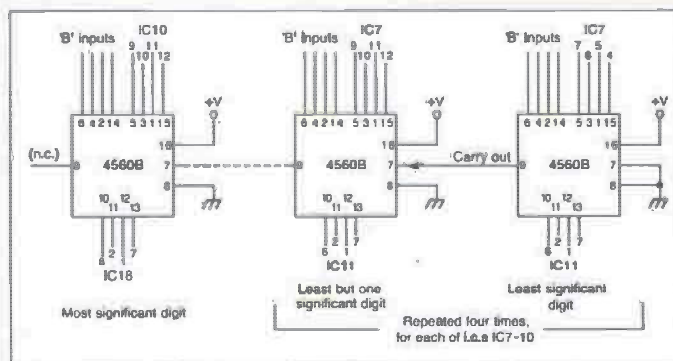 'B' inputs IC10
9 11
10 12
6 4 2 14 5 3 1 15
+V
16
(n.c.) 9 4560B 7
8
10 12
11 13
6 2 1 7
IC18
Most significant digit
'B' inputs IC7
9 11
10 12
6 4 2 14 5 3 1 15
+V
16
9 4560B 7
8
Carry out
10 12
11 13
6 2 1 7
IC11
Least but one
significant digit
'B' inputs IC7
7 5
6 4
6 4 2 14 5 3 1 15
+V
16
9 4560B 7
8
10 12
11 13
6 2 1 7
IC11
Least significant
digit
Repeated four times,
for each of i.c.s IC7-10